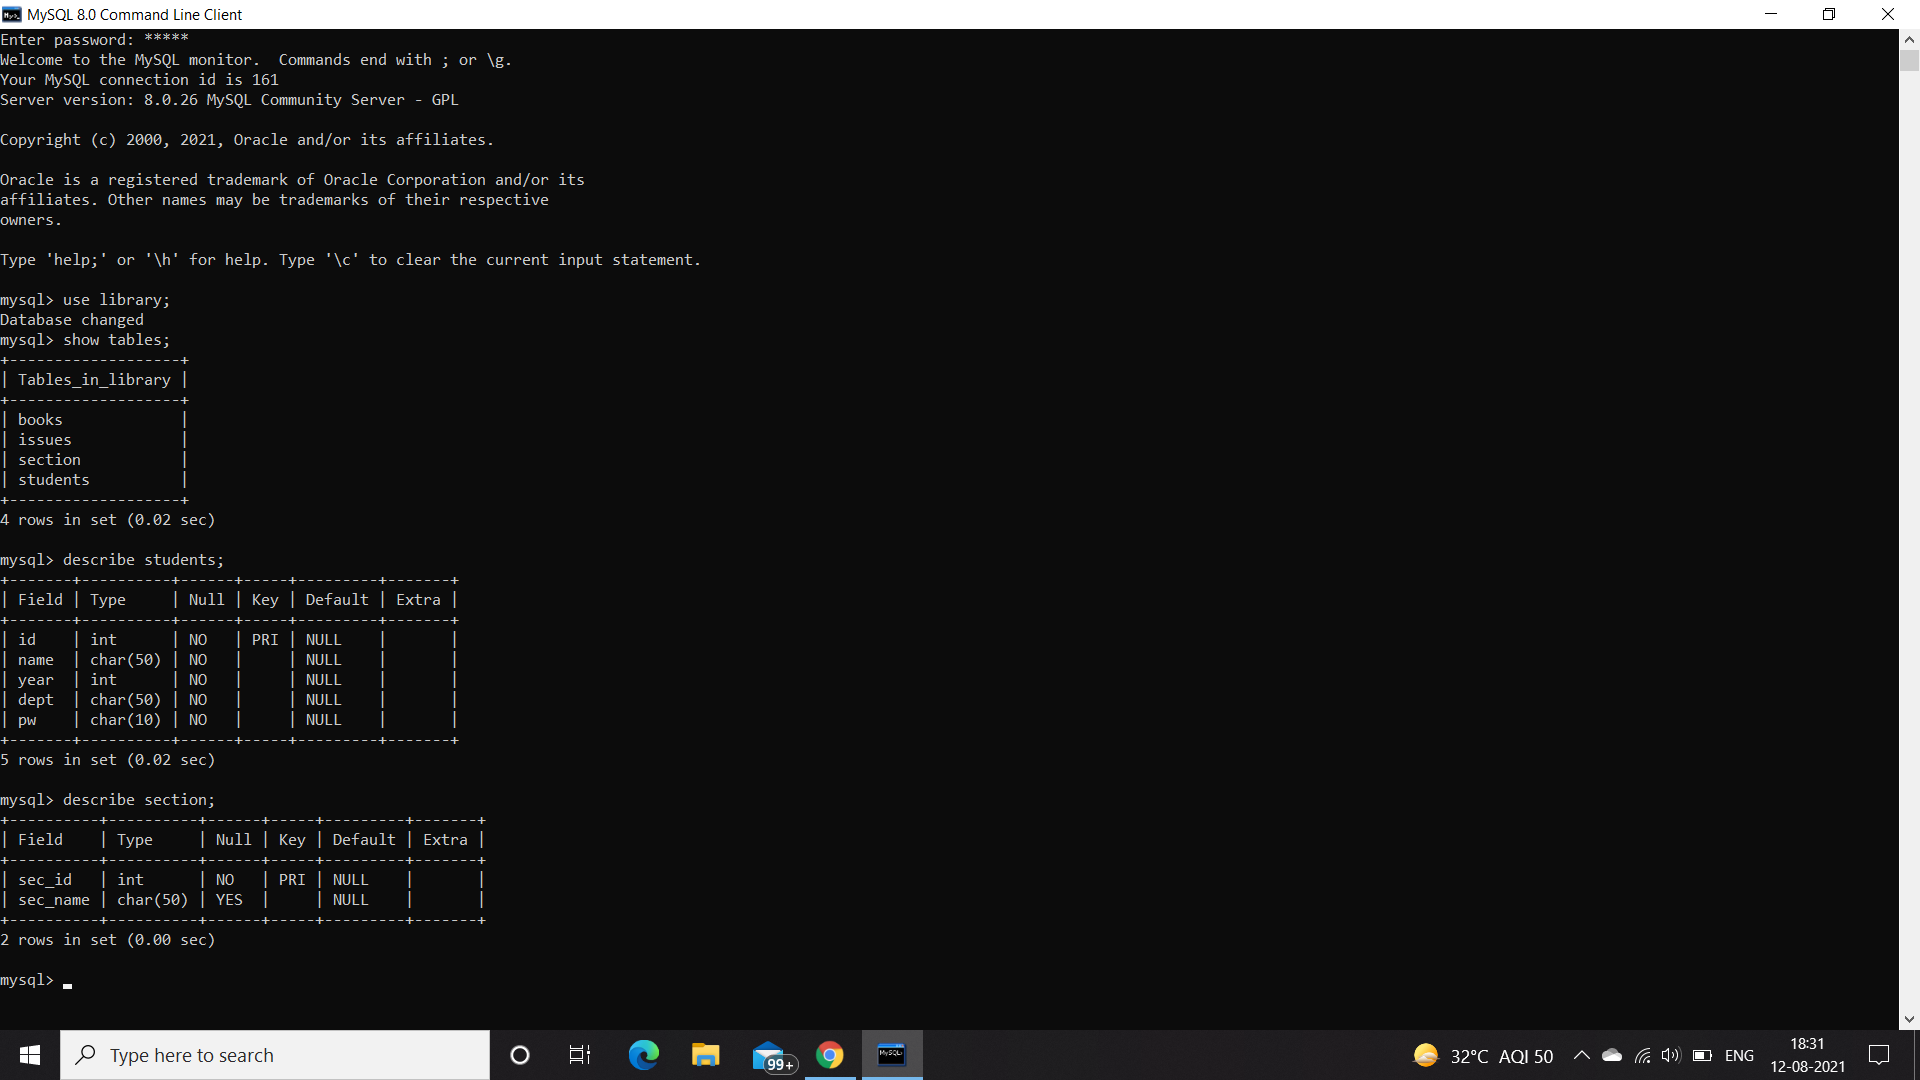 MySQL 8.0 Command Line Client
Enter password: *****
Welcome to the MySQL monitor.  Commands end with ; or \g.
Your MySQL connection id is 161
Server version: 8.0.26 MySQL Community Server - GPL

Copyright (c) 2000, 2021, Oracle and/or its affiliates.

Oracle is a registered trademark of Oracle Corporation and/or its
affiliates. Other names may be trademarks of their respective
owners.

Type 'help;' or '\h' for help. Type '\c' to clear the current input statement.

mysql> use library;
Database changed
mysql> show tables;
+-------------------+
| Tables_in_library |
+-------------------+
| books             |
| issues            |
| section           |
| students          |
+-------------------+
4 rows in set (0.02 sec)

mysql> describe students;
+-------+----------+------+-----+---------+-------+
| Field | Type     | Null | Key | Default | Extra |
+-------+----------+------+-----+---------+-------+
| id    | int      | NO   | PRI | NULL    |       |
| name  | char(50) | NO   |     | NULL    |       |
| year  | int      | NO   |     | NULL    |       |
| dept  | char(50) | NO   |     | NULL    |       |
| pw    | char(10) | NO   |     | NULL    |       |
+-------+----------+------+-----+---------+-------+
5 rows in set (0.02 sec)

mysql> describe section;
+----------+----------+------+-----+---------+-------+
| Field    | Type     | Null | Key | Default | Extra |
+----------+----------+------+-----+---------+-------+
| sec_id   | int      | NO   | PRI | NULL    |       |
| sec_name | char(50) | YES  |     | NULL    |       |
+----------+----------+------+-----+---------+-------+
2 rows in set (0.00 sec)

mysql>
Type here to search
99+
MySQL
32°C AQI 50
ENG
18:31
12-08-2021